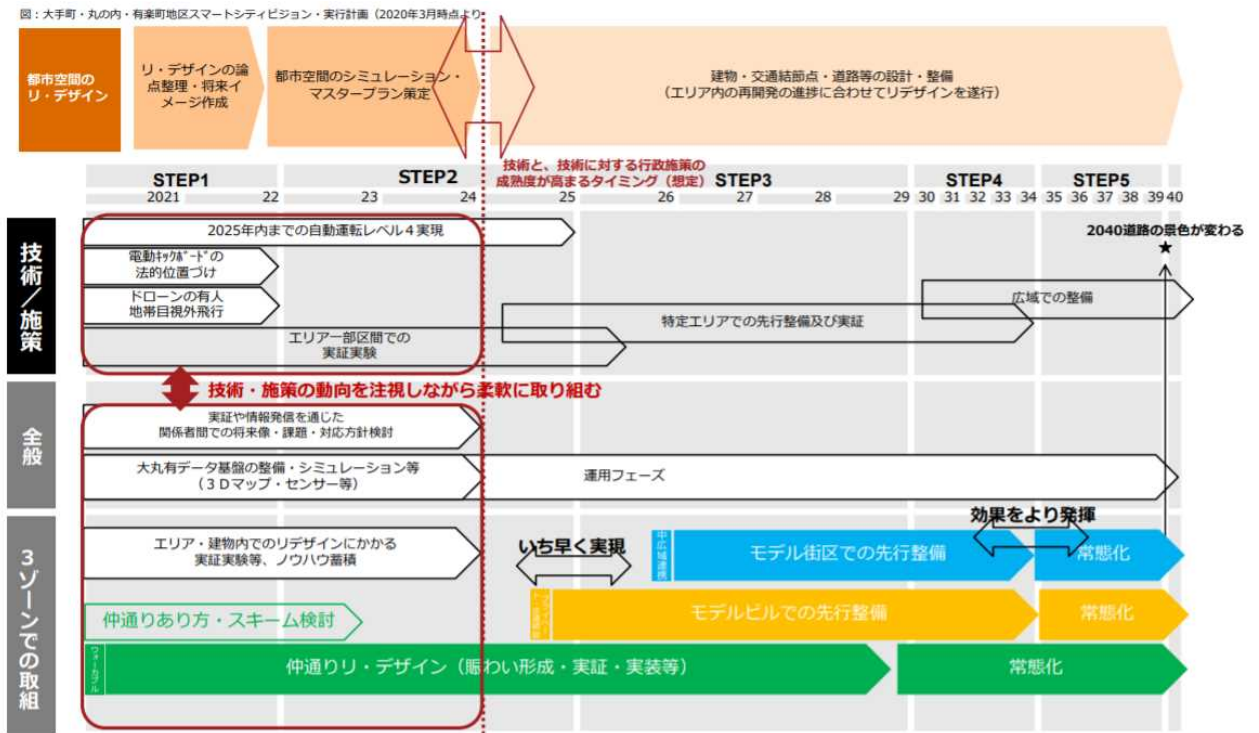 図：大手町・丸の内・有楽町地区スマートシティビジョン・実行計画（2020年3月時点より
都市空間の
リ・デザイン
リ・デザインの論
点整理・将来イ
メージ作成
都市空間のシミュレーション・
マスタープラン策定
建物・交通結節点・道路等の設計・整備
（エリア内の再開発の進捗に合わせてリデザインを遂行）
技術と、技術に対する行政施策の
成熟度が高まるタイミング（想定）
STEP1
STEP2
STEP3
STEP4
STEP5
2021 22 23 24 25 26 27 28 29 30 31 32 33 34 35 36 37 38 39 40
技術／施策
2025年内までの自動運転レベル４実現
2040道路の景色が変わる
★
電動ｷｯｸﾎﾞｰﾄﾞの
法的位置づけ
ドローンの有人
地帯目視外飛行
広域での整備
特定エリアでの先行整備及び実証
エリア一部区間での
実証実験
技術・施策の動向を注視しながら柔軟に取り組む
全般
実証や情報発信を通じた
関係者間での将来像・課題・対応方針検討
大丸有データ基盤の整備・シミュレーション等
（３Ｄマップ・センサー等）
運用フェーズ
3ゾーンでの取組
効果をより発揮
エリア・建物内でのリデザインにかかる
実証実験等、ノウハウ蓄積
いち早く実現
中広域連携
モデル街区での先行整備
常態化
仲通りあり方・スキーム検討
モデルビルでの先行整備
常態化
ウォーカブル
仲通りリ・デザイン（賑わい形成・実証・実装等）
常態化